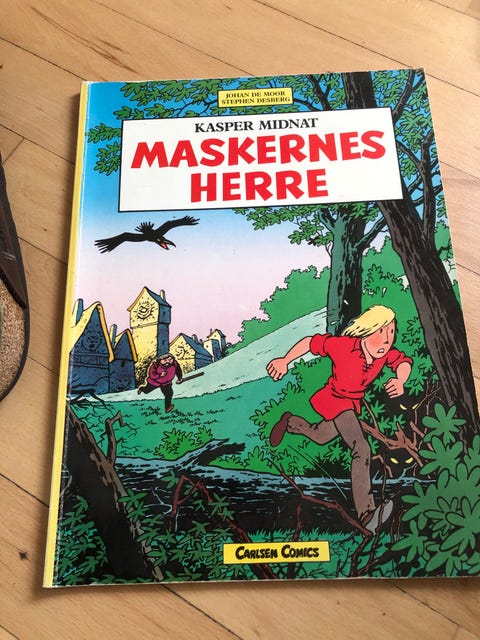 JOHAN DE MOOR
STEPHEN DESBERG
KASPER MIDNAT
MASKERNES
HERRE
CARLSEN COMICS